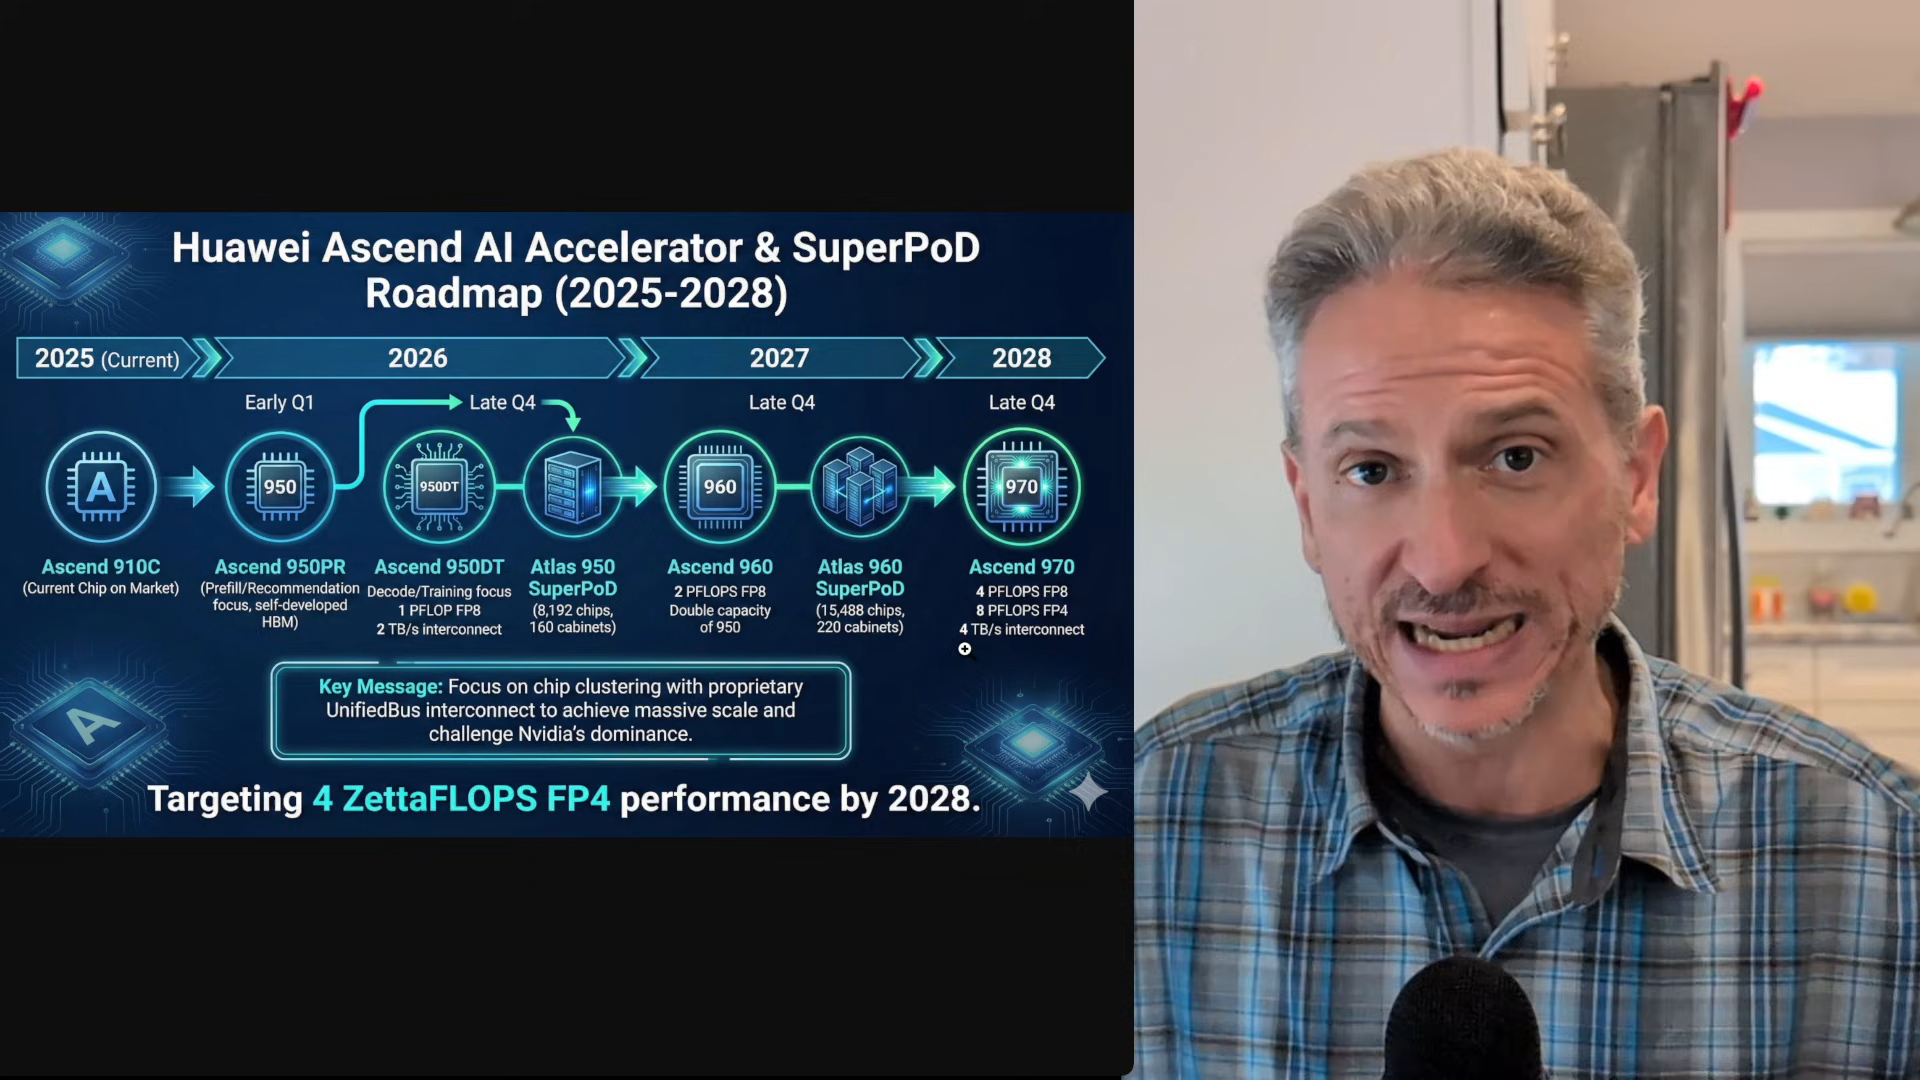 Huawei Ascend AI Accelerator & SuperPoD
Roadmap (2025-2028)
2025 (Current)
2026
2027
2028
Early Q1
Late Q4
Late Q4
Late Q4
A
950
950DT
960
970
Ascend 910C
(Current Chip on Market)
Ascend 950PR
(Prefill/Recommendation
focus, self-developed
HBM)
Ascend 950DT
Decode/Training focus
1 PFLOP FP8
2 TB/s interconnect
Atlas 950
SuperPoD
(8,192 chips,
160 cabinets)
Ascend 960
2 PFLOPS FP8
Double capacity
of 950
Atlas 960
SuperPoD
(15,488 chips,
220 cabinets)
Ascend 970
4 PFLOPS FP8
8 PFLOPS FP4
4 TB/s interconnect
A
Key Message: Focus on chip clustering with proprietary
UnifiedBus interconnect to achieve massive scale and
challenge Nvidia's dominance.
Targeting 4 ZettaFLOPS FP4 performance by 2028.